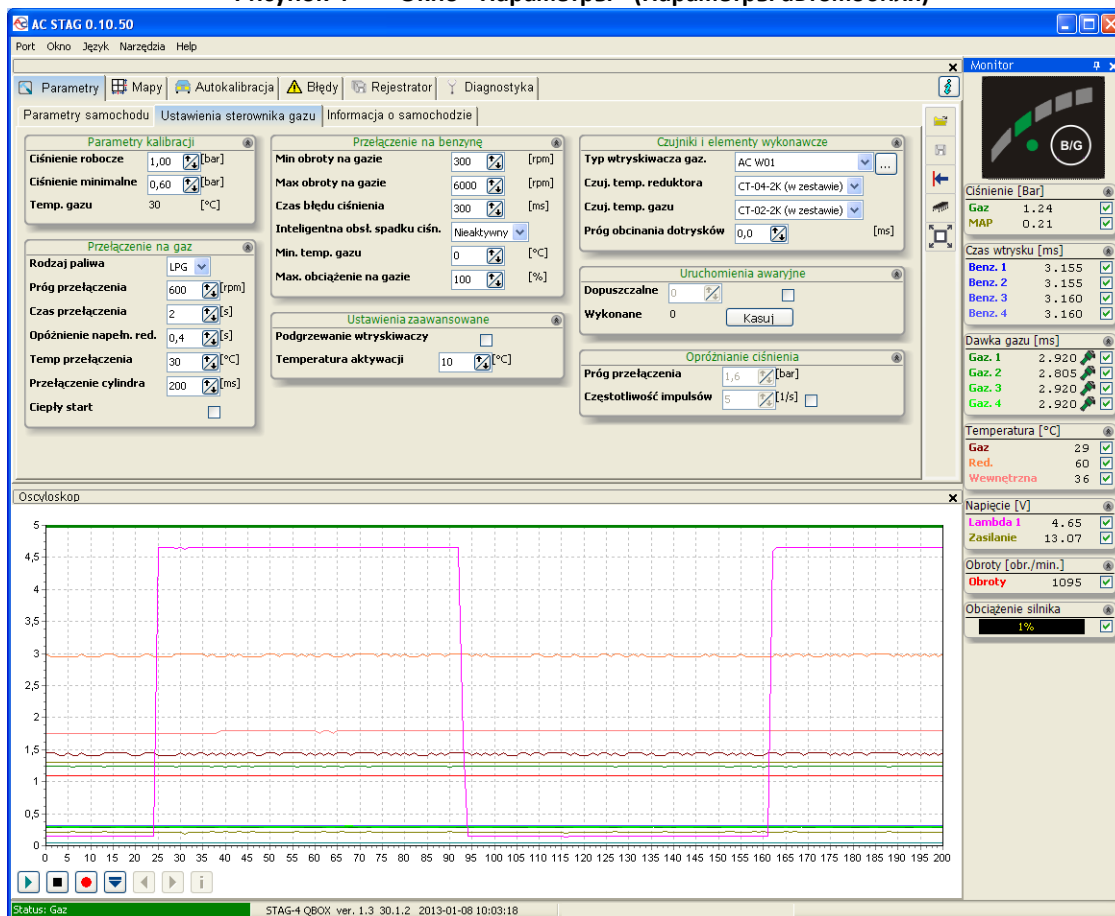 AC STAG 0.10.50
Port Okno Język Narzędzia Help
Parametry Mapy Autokalibracja Błędy Rejestrator Diagnostyka
Parametry samochodu Ustawienia sterownika gazu Informacja o samochodzie
Parametry kalibracji
Ciśnienie robocze 1,00 [bar]
Ciśnienie minimalne 0,60 [bar]
Temp. gazu 30 [°C]
Przełączenie na gaz
Rodzaj paliwa LPG
Próg przełączenia 600 [rpm]
Czas przełączenia 2 [s]
Opóźnienie napełn. red. 0,4 [s]
Temp przełączenia 30 [°C]
Przełączenie cylindra 200 [ms]
Ciepły start
Przełączenie na benzynę
Min obroty na gazie 300 [rpm]
Max obroty na gazie 6000 [rpm]
Czas błędu ciśnienia 300 [ms]
Inteligentna obsł. spadku ciśn. Nieaktywny
Min. temp. gazu 0 [°C]
Max. obciążenie na gazie 100 [%]
Ustawienia zaawansowane
Podgrzewanie wtryskiwaczy
Temperatura aktywacji 10 [°C]
Czujniki i elementy wykonawcze
Typ wtryskiwacza gaz. AC W01 ...
Czuj. temp. reduktora CT-04-2K (w zestawie)
Czuj. temp. gazu CT-02-2K (w zestawie)
Próg obcinania dotrysków 0,0 [ms]
Uruchomienia awaryjne
Dopuszczalne 0
Wykonane 0 Kasuj
Opróżnianie ciśnienia
Próg przełączenia 1,6 [bar]
Częstotliwość impulsów 5 [1/s]
Monitor
B/G
Ciśnienie [Bar]
Gaz 1.24
MAP 0.21
Czas wtrysku [ms]
Benz. 1 3.155
Benz. 2 3.155
Benz. 3 3.160
Benz. 4 3.160
Dawka gazu [ms]
Gaz. 1 2.920
Gaz. 2 2.805
Gaz. 3 2.920
Gaz. 4 2.920
Temperatura [°C]
Gaz 29
Red. 60
Wewnętrzna 36
Napięcie [V]
Lambda 1 4.65
Zasilanie 13.07
Obroty [obr./min.]
Obroty 1095
Obciążenie silnika
1%
Oscyloskop
5
4,5
4
3,5
3
2,5
2
1,5
1
0,5
0
0 5 10 15 20 25 30 35 40 45 50 55 60 65 70 75 80 85 90 95 100 105 110 115 120 125 130 135 140 145 150 155 160 165 170 175 180 185 190 195 200
Status: Gaz STAG-4 QBOX ver. 1.3 30.1.2 2013-01-08 10:03:18